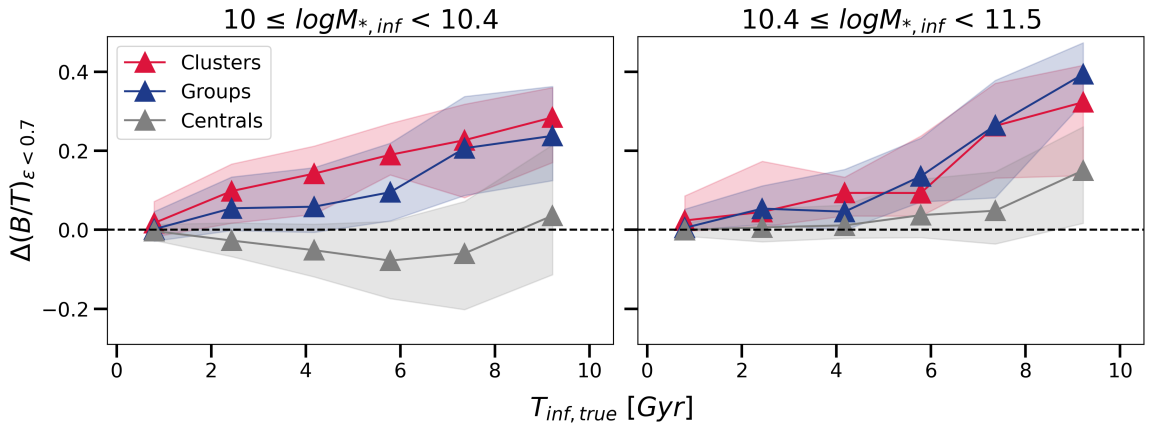 10 ≤ logM*,inf < 10.4
10.4 ≤ logM*,inf < 11.5
Clusters
Groups
Centrals
Δ(B/T)ε<0.7
0.4
0.2
0.0
−0.2
0 2 4 6 8 10
0 2 4 6 8 10
Tinf,true [Gyr]